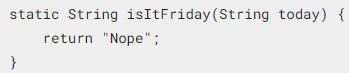 static String isItFriday(String today) {
    return "Nope";
}